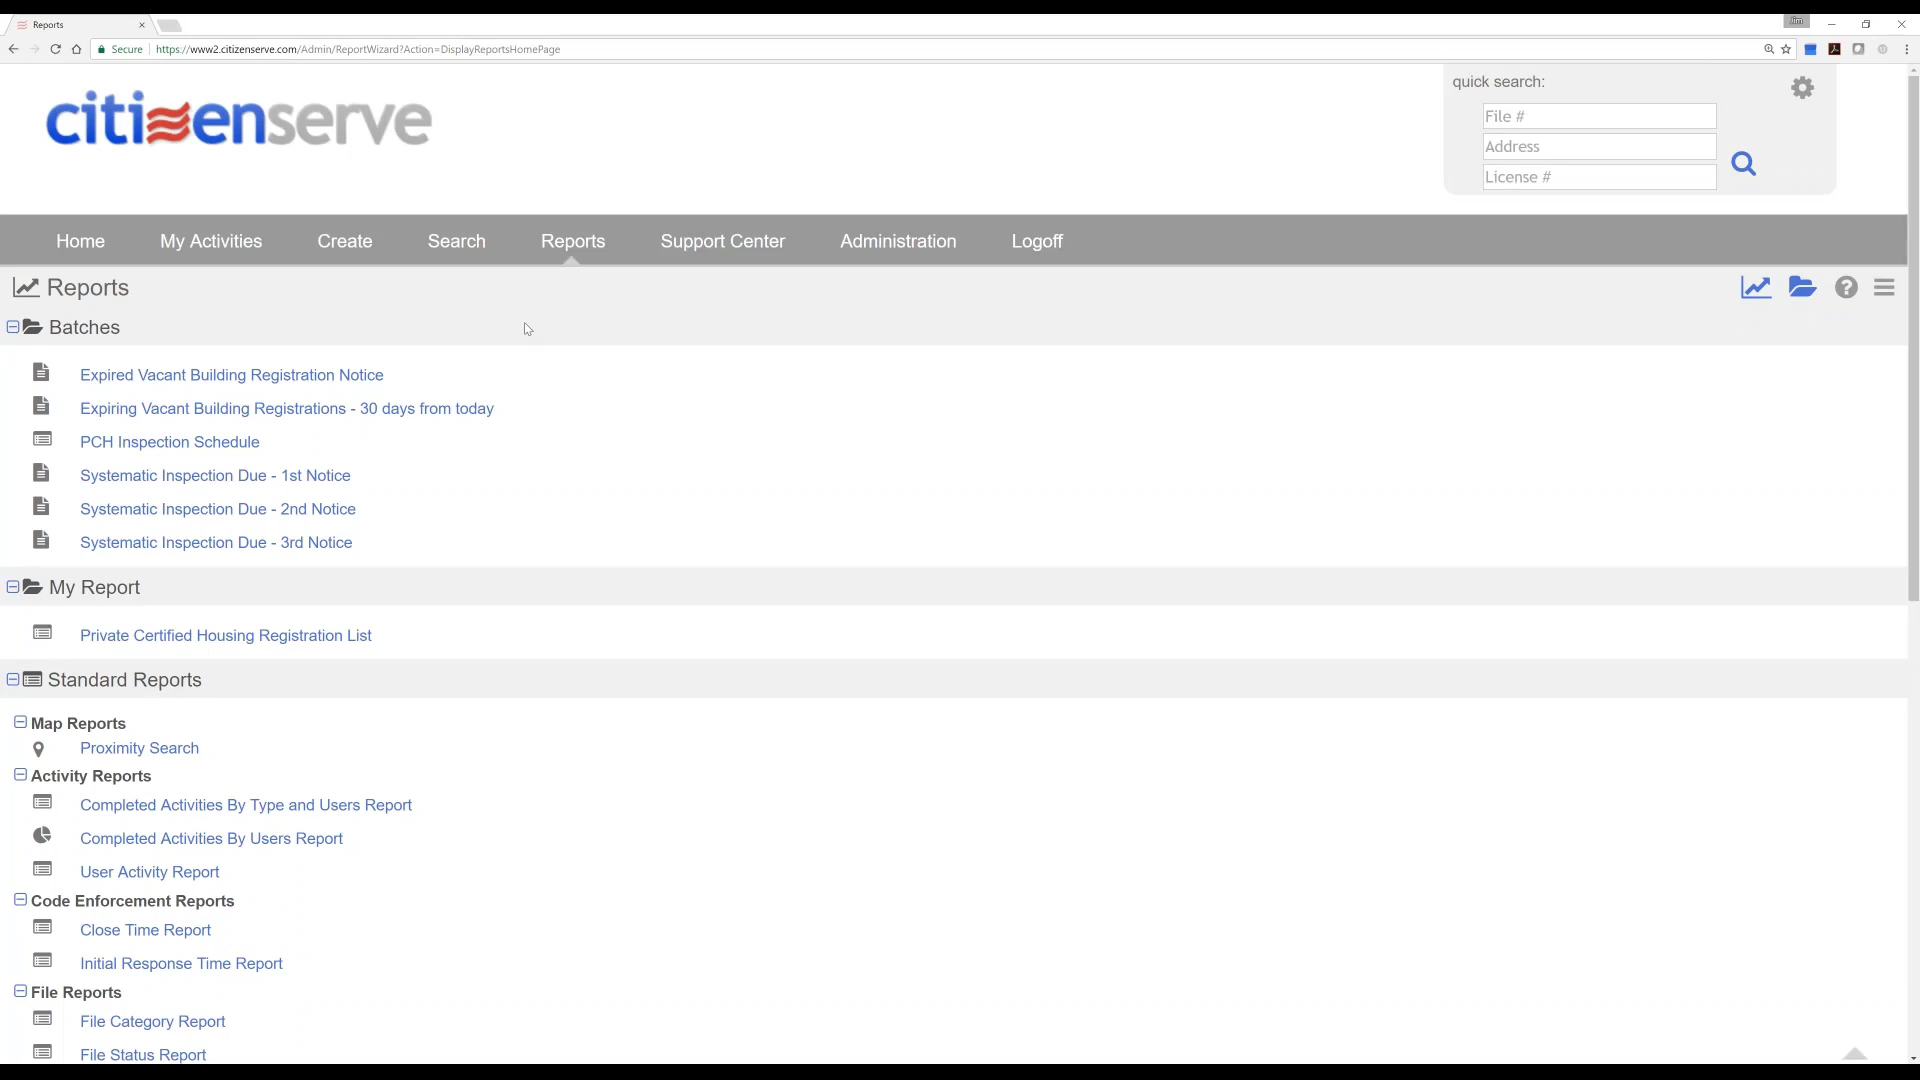 Reports
Jim
Secure
https://www2.citizenserve.com/Admin/ReportWizard?Action=DisplayReportsHomePage
citizenserve
quick search:
File #
Address
License #
Home My Activities Create Search Reports Support Center Administration Logoff
Reports
Batches
Expired Vacant Building Registration Notice
Expiring Vacant Building Registrations - 30 days from today
PCH Inspection Schedule
Systematic Inspection Due - 1st Notice
Systematic Inspection Due - 2nd Notice
Systematic Inspection Due - 3rd Notice
My Report
Private Certified Housing Registration List
Standard Reports
Map Reports
Proximity Search
Activity Reports
Completed Activities By Type and Users Report
Completed Activities By Users Report
User Activity Report
Code Enforcement Reports
Close Time Report
Initial Response Time Report
File Reports
File Category Report
File Status Report